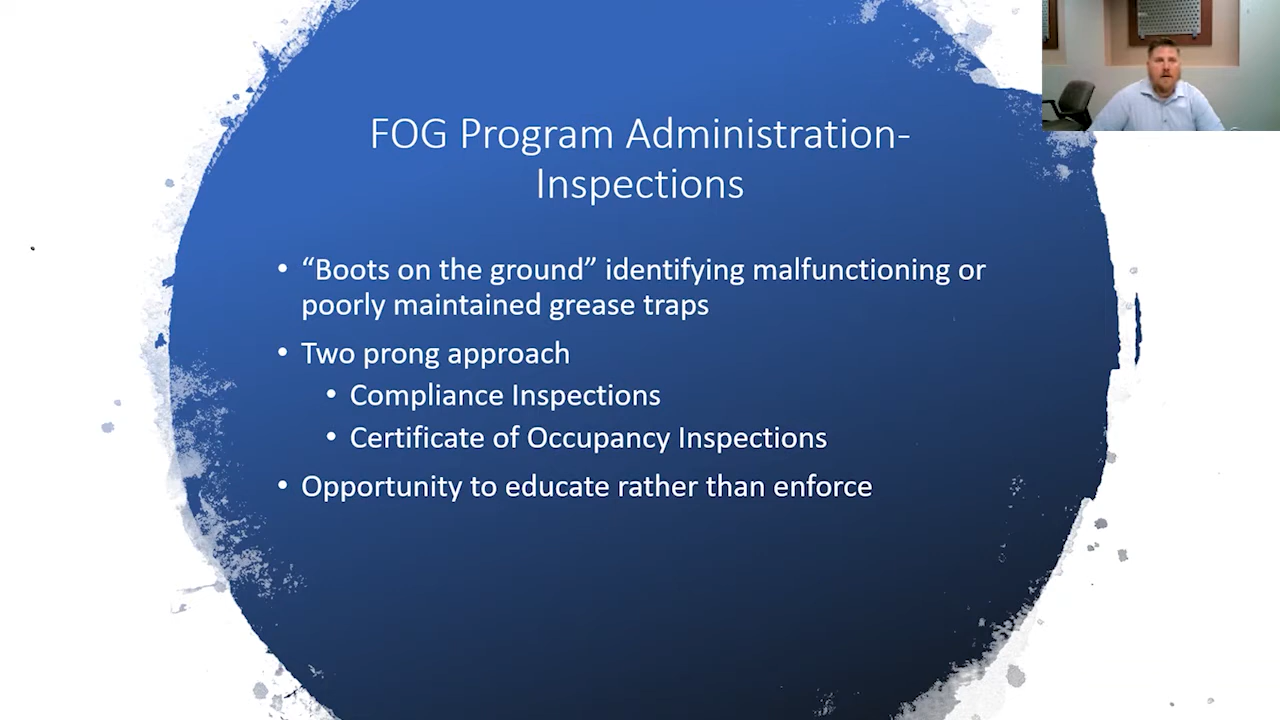 FOG Program Administration-
Inspections
• “Boots on the ground” identifying malfunctioning or
poorly maintained grease traps
• Two prong approach
• Compliance Inspections
• Certificate of Occupancy Inspections
• Opportunity to educate rather than enforce